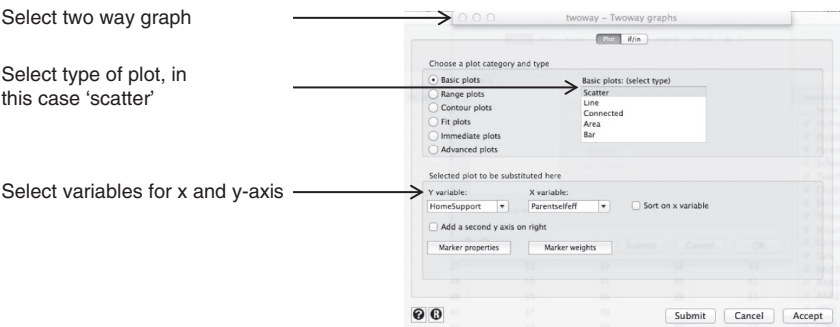 Select two way graph
twoway – Twoway graphs
Plot if/in
Select type of plot, in
this case ‘scatter’
Choose a plot category and type
Basic plots
Range plots
Contour plots
Fit plots
Immediate plots
Advanced plots
Basic plots: (select type)
Scatter
Line
Connected
Area
Bar
Select variables for x and y-axis
Selected plot to be substituted here
Y variable: X variable:
HomeSupport Parentselfeff Sort on x variable
Add a second y axis on right
Marker properties Marker weights
? R Submit Cancel Accept